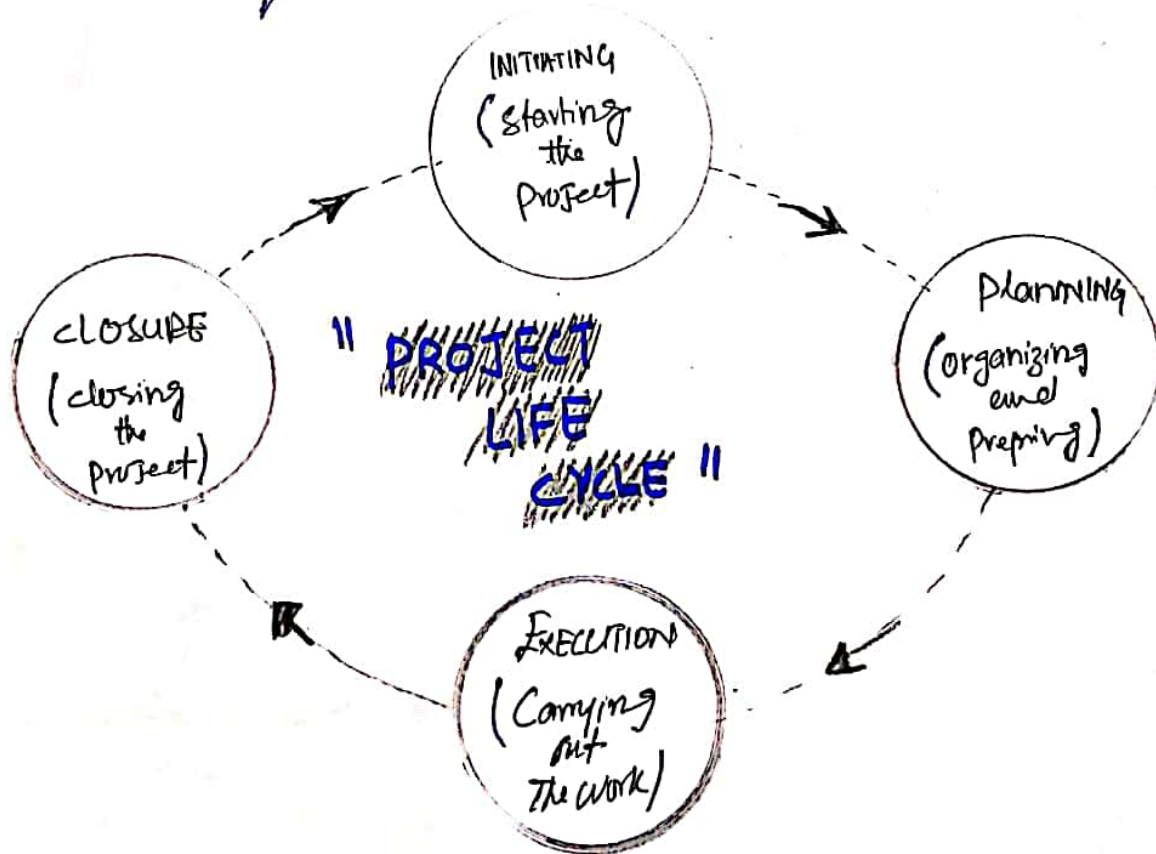 INITIATING
(starting
the
project)
PlanNING
(organizing
and
prepring)
EXECUTION
(Carrying
out
The work)
CLOSURE
(closing
the
project)
" PROJECT
LIFE
CYCLE "